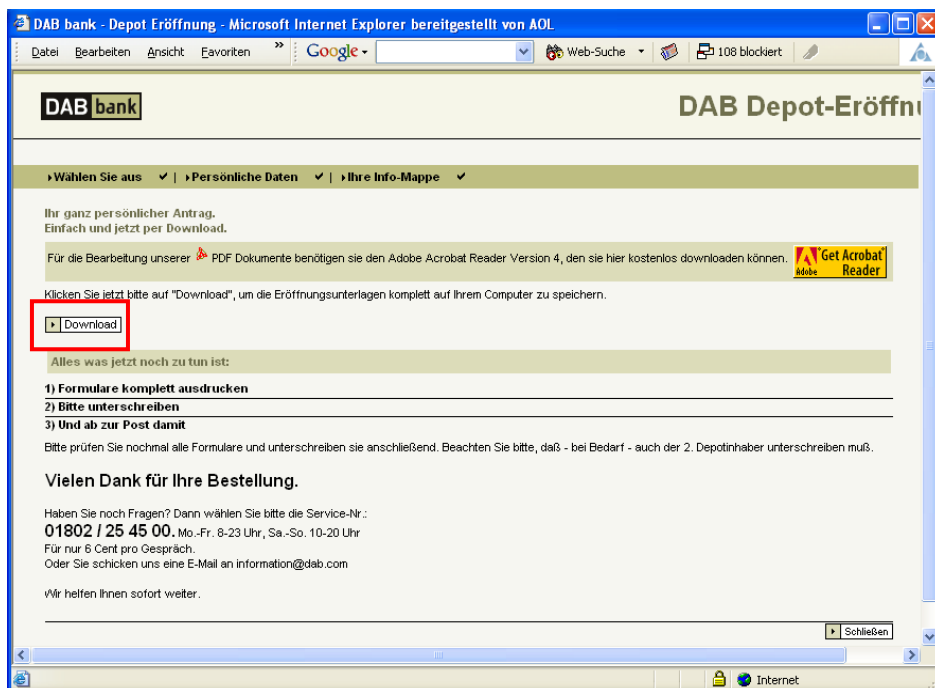 DAB bank - Depot Eröffnung - Microsoft Internet Explorer bereitgestellt von AOL
Datei Bearbeiten Ansicht Favoriten » Google Web-Suche 108 blockiert
DAB bank DAB Depot-Eröffnu
Wählen Sie aus | Persönliche Daten | Ihre Info-Mappe
Ihr ganz persönlicher Antrag.
Einfach und jetzt per Download.
Für die Bearbeitung unserer PDF Dokumente benötigen sie den Adobe Acrobat Reader Version 4, den sie hier kostenlos downloaden können. Get Acrobat
Adobe Reader
Klicken Sie jetzt bitte auf "Download", um die Eröffnungsunterlagen komplett auf Ihrem Computer zu speichern.
Download
Alles was jetzt noch zu tun ist:
1) Formulare komplett ausdrucken
2) Bitte unterschreiben
3) Und ab zur Post damit
Bitte prüfen Sie nochmal alle Formulare und unterschreiben sie anschließend. Beachten Sie bitte, daß - bei Bedarf - auch der 2. Depotinhaber unterschreiben muß.
Vielen Dank für Ihre Bestellung.
Haben Sie noch Fragen? Dann wählen Sie bitte die Service-Nr.:
01802 / 25 45 00. Mo.-Fr. 8-23 Uhr, Sa.-So. 10-20 Uhr
Für nur 6 Cent pro Gespräch.
Oder Sie schicken uns eine E-Mail an information@dab.com
Wir helfen Ihnen sofort weiter.
Schließen
Internet